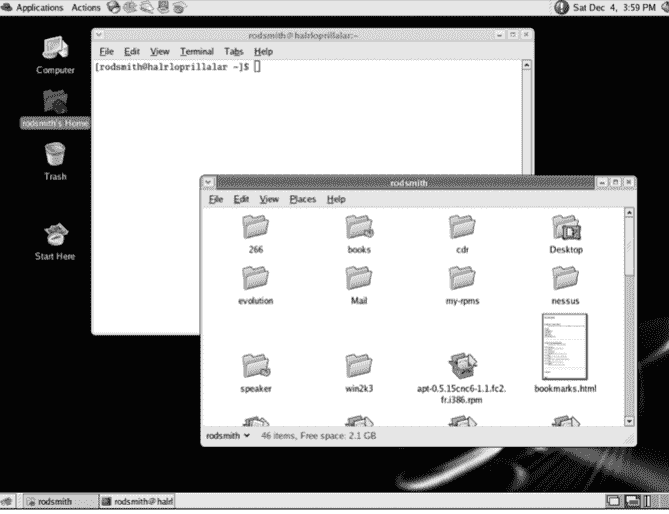 Applications Actions
Sat Dec 4, 3:59 PM
Computer
rodsmith's Home
Trash
Start Here
rodsmith@halrloprillalar:~
File Edit View Terminal Tabs Help
[rodsmith@halrloprillalar ~]$
rodsmith
File Edit View Places Help
266 books cdr Desktop
evolution Mail my-rpms nessus
speaker win2k3 apt-0.5.15cnc6-1.1.fc2.
fr.i386.rpm bookmarks.html
rodsmith 46 items, Free space: 2.1 GB
rodsmith rodsmith@halrl